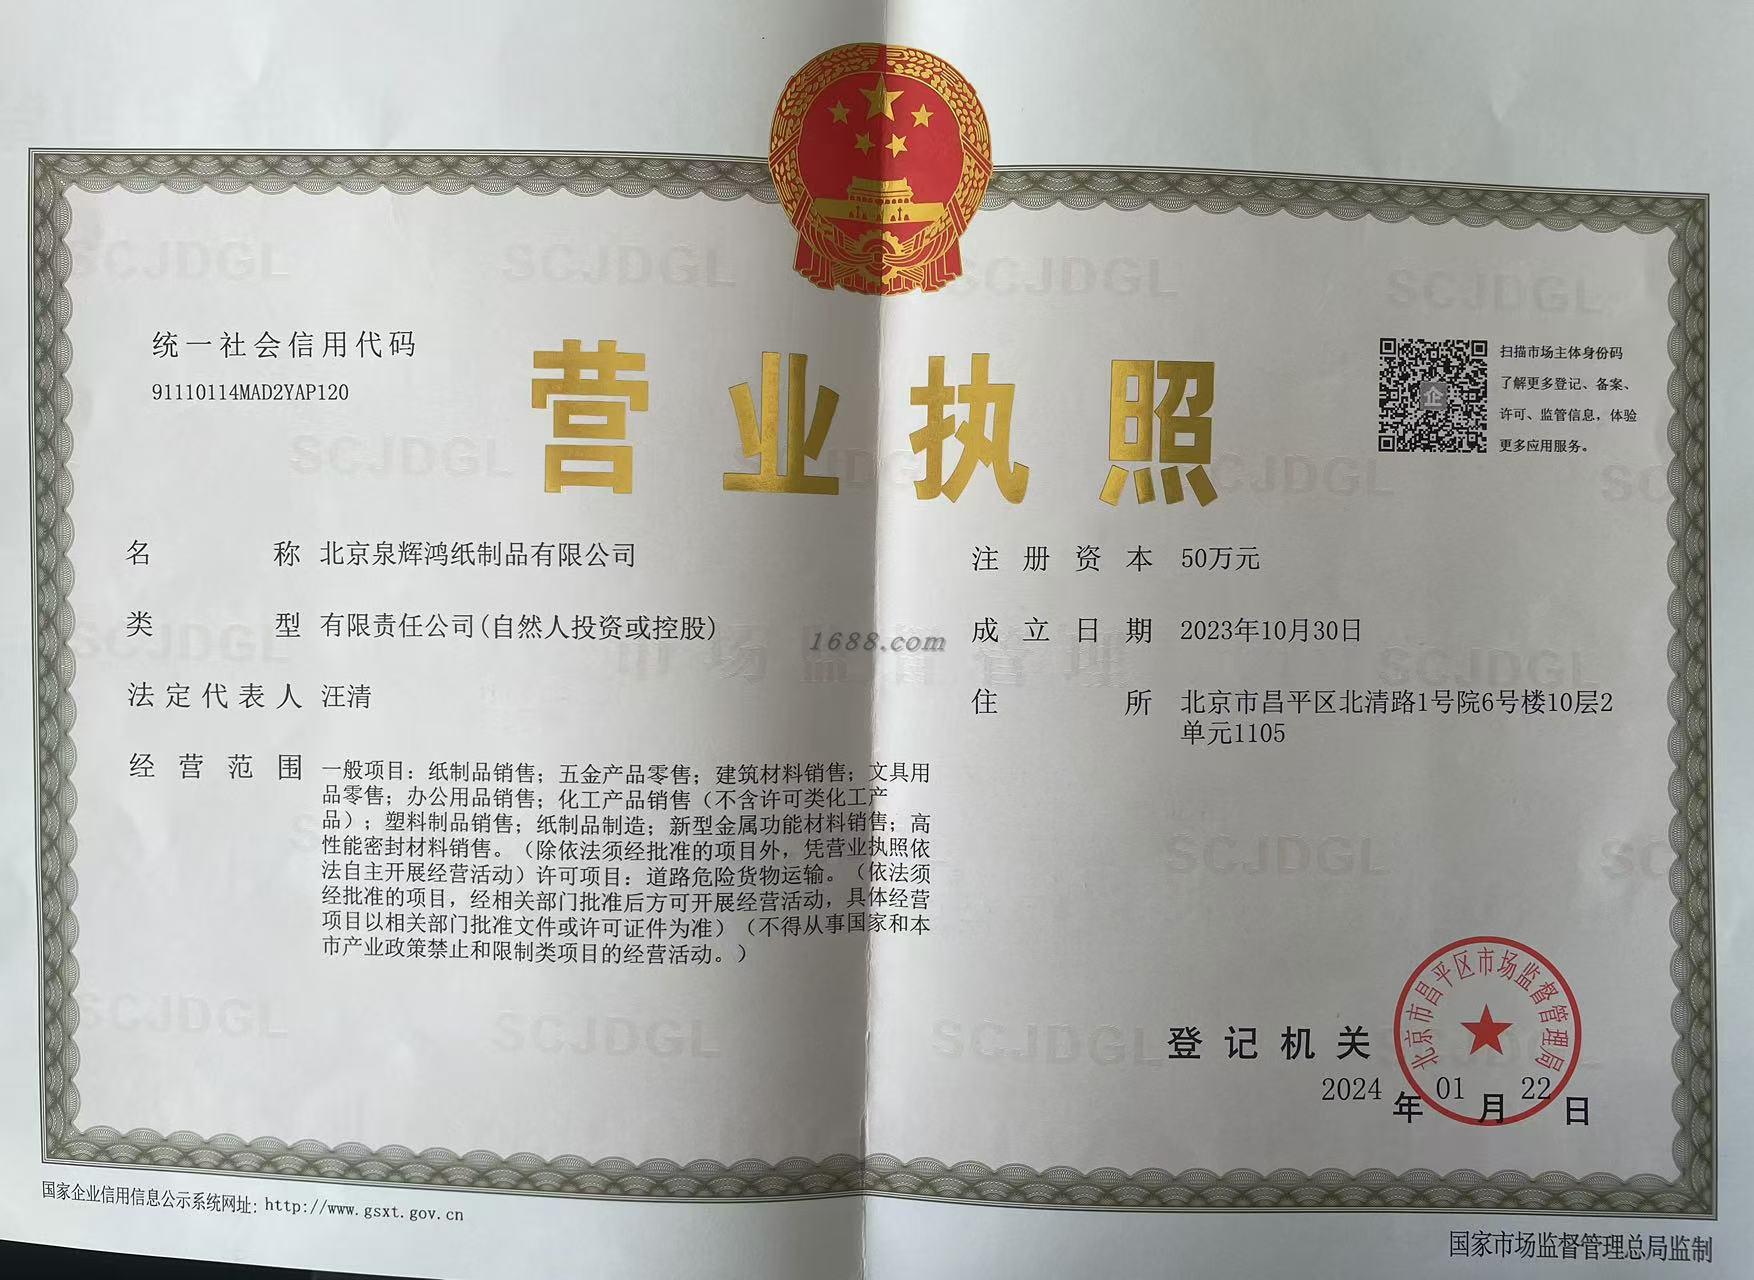 统一社会信用代码
91110114MAD2YAP120
营业执照
扫描市场主体身份码
了解更多登记、备案、
许可、监管信息，体验
更多应用服务。
企
名称 北京泉辉鸿纸制品有限公司
类型 有限责任公司(自然人投资或控股)
法定代表人 汪清
经营范围 一般项目：纸制品销售；五金产品零售；建筑材料销售；文具用
品零售；办公用品销售；化工产品销售（不含许可类化工产
品）；塑料制品销售；纸制品制造；新型金属功能材料销售；高
性能密封材料销售。（除依法须经批准的项目外，凭营业执照依
法自主开展经营活动）许可项目：道路危险货物运输。（依法须
经批准的项目，经相关部门批准后方可开展经营活动，具体经营
项目以相关部门批准文件或许可证件为准）（不得从事国家和本
市产业政策禁止和限制类项目的经营活动。）
注册资本 50万元
成立日期 2023年10月30日
住所 北京市昌平区北清路1号院6号楼10层2
单元1105
1688.com
市场监督管理
SCJDGL
登记机关
北京市昌平区市场监督管理局
2024年01月22日
国家企业信用信息公示系统网址：http://www.gsxt.gov.cn
国家市场监督管理总局监制